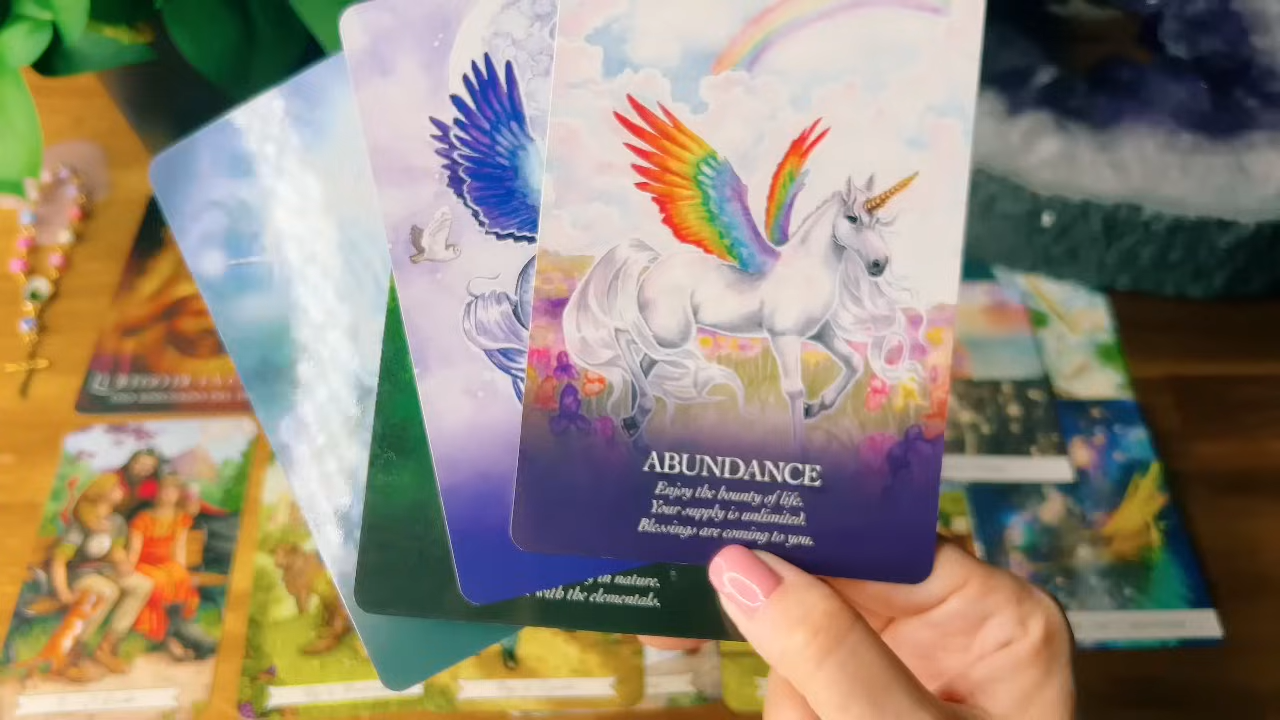 ABUNDANCE
Enjoy the bounty of life.
Your supply is unlimited.
Blessings are coming to you.
in nature.
with the elementals.